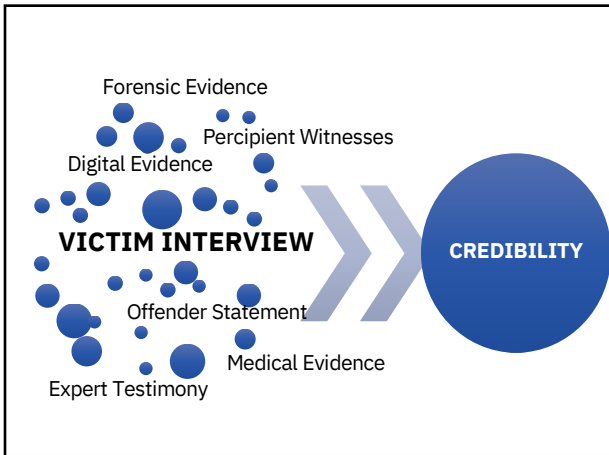 Forensic Evidence
Percipient Witnesses
Digital Evidence
VICTIM INTERVIEW
CREDIBILITY
Offender Statement
Medical Evidence
Expert Testimony